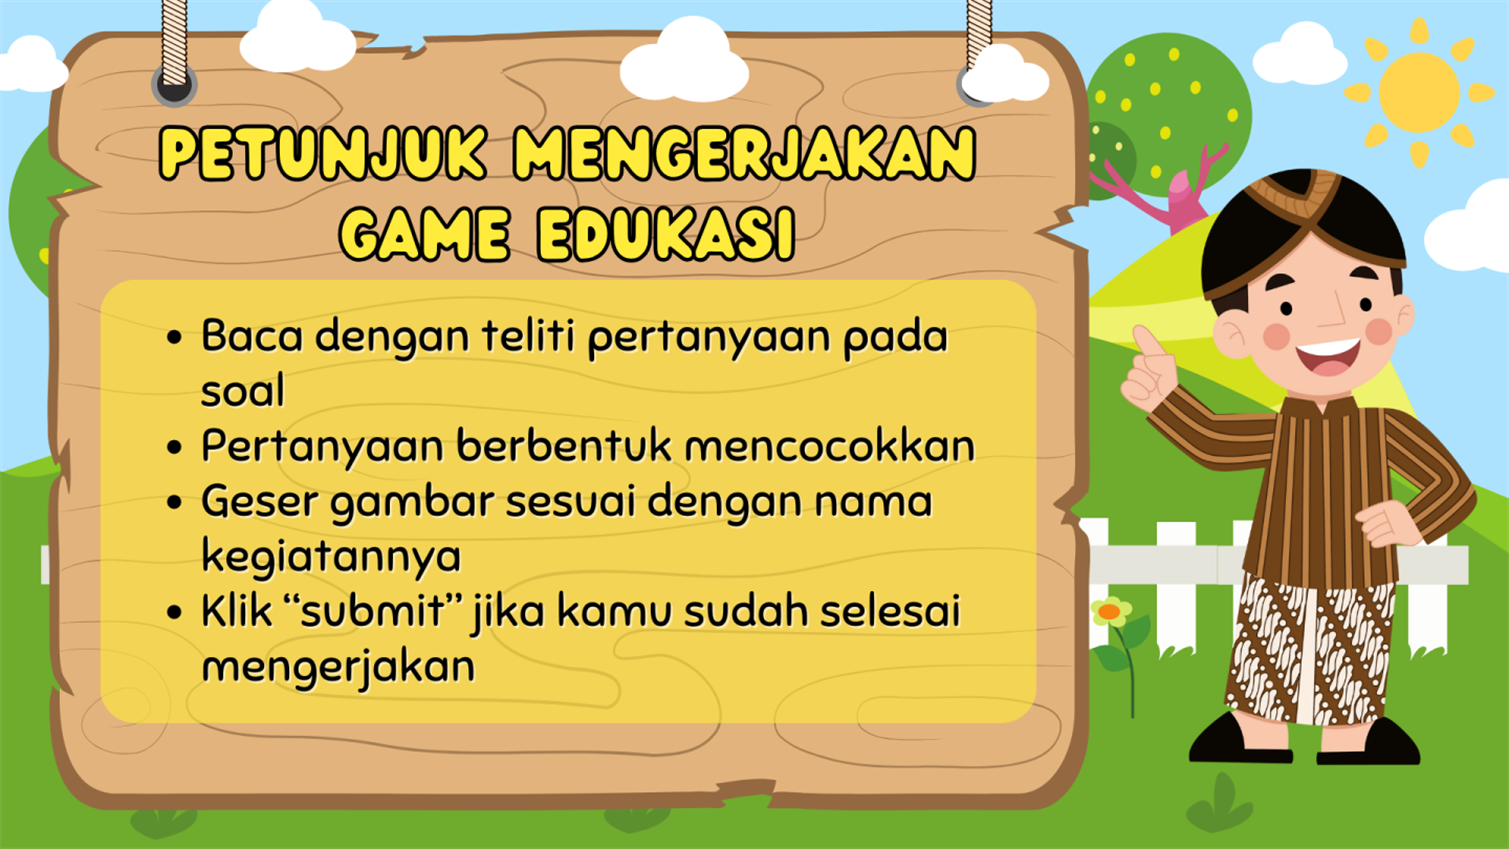 PETUNJUK MENGERJAKAN
GAME EDUKASI
• Baca dengan teliti pertanyaan pada
soal
• Pertanyaan berbentuk mencocokkan
• Geser gambar sesuai dengan nama
kegiatannya
• Klik “submit” jika kamu sudah selesai
mengerjakan